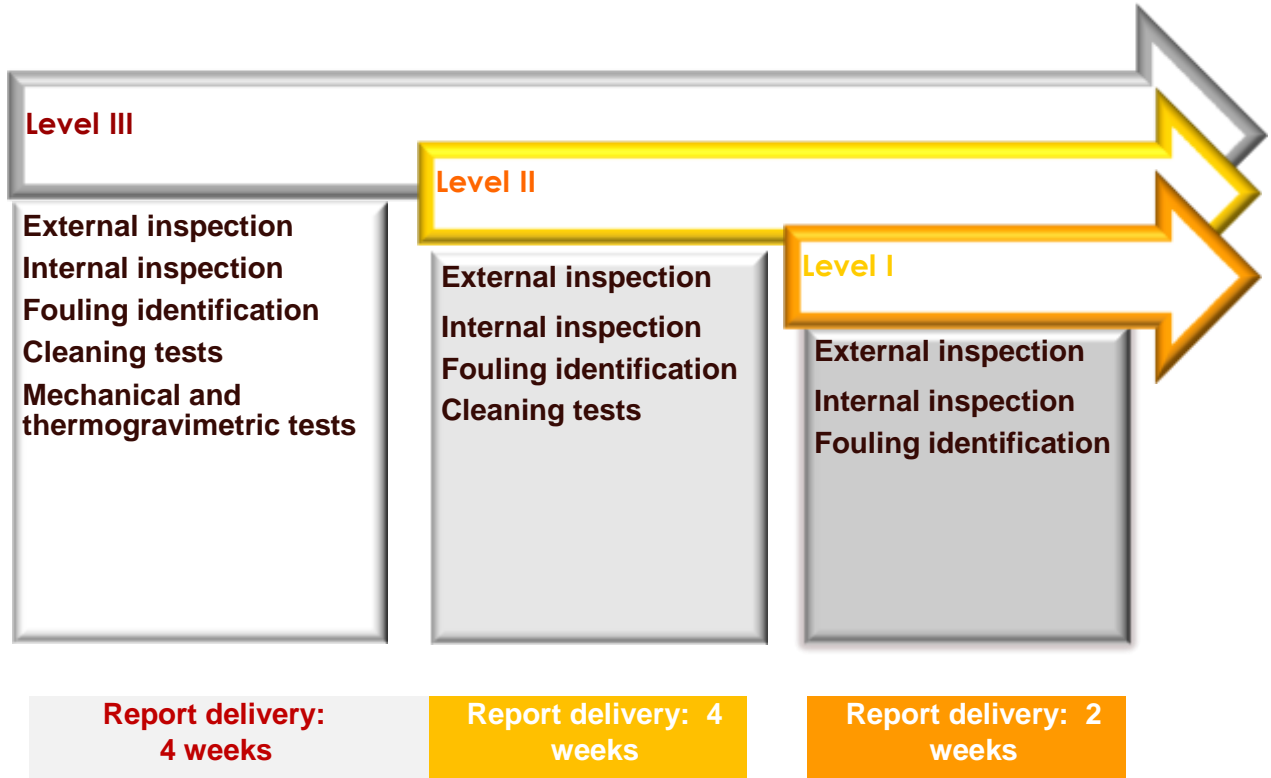 Level III
External inspection
Internal inspection
Fouling identification
Cleaning tests
Mechanical and
thermogravimetric tests
Level II
External inspection
Internal inspection
Fouling identification
Cleaning tests
Level I
External inspection
Internal inspection
Fouling identification
Report delivery:
4 weeks
Report delivery: 4
weeks
Report delivery: 2
weeks